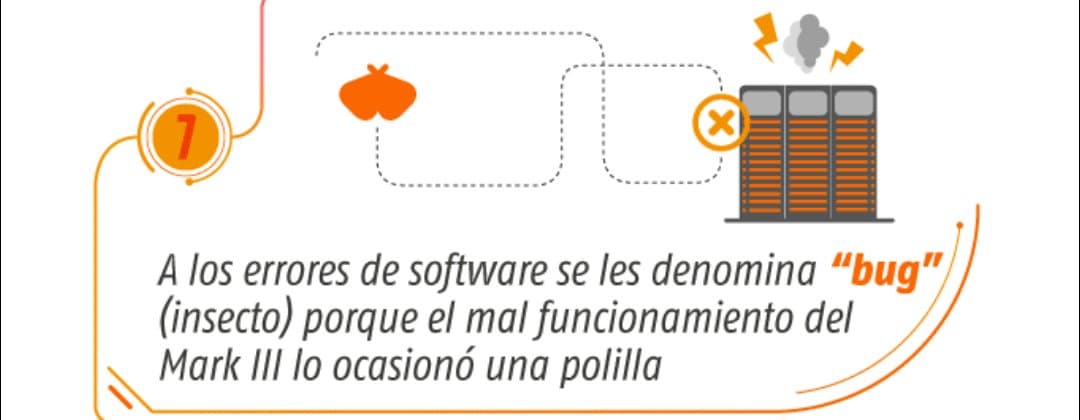 7
A los errores de software se les denomina “bug”
(insecto) porque el mal funcionamiento del
Mark III lo ocasionó una polilla